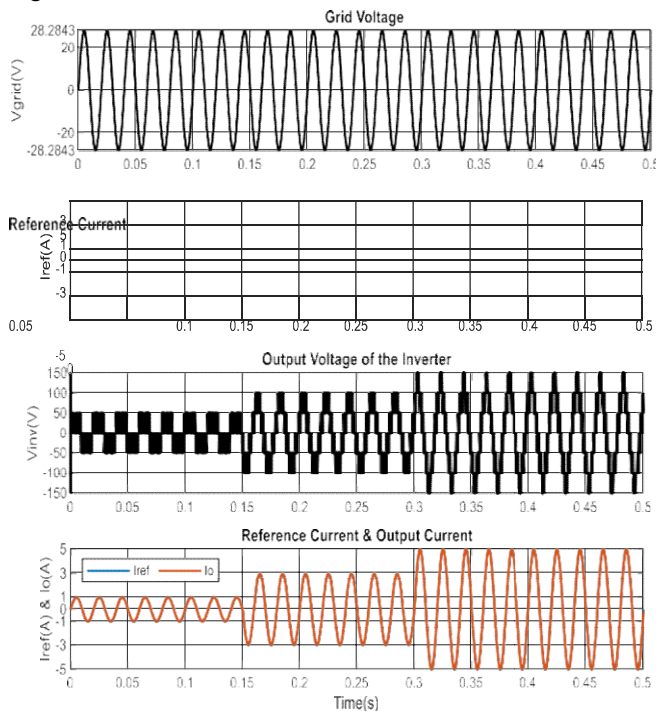 Grid Voltage
28.2843
20
0
-20
-28.2843
Vgrid(V)
0 0.05 0.1 0.15 0.2 0.25 0.3 0.35 0.4 0.45 0.5
Reference Current
3
1
0
-1
-3
Iref(A)
0.05 0.1 0.15 0.2 0.25 0.3 0.35 0.4 0.45 0.5
-5
Output Voltage of the Inverter
150
100
50
0
-50
-100
-150
Vinv(V)
0 0.05 0.1 0.15 0.2 0.25 0.3 0.35 0.4 0.45 0.5
Reference Current & Output Current
5
3
1
0
-1
-3
-5
Iref(A) & Io(A)
Iref Io
0 0.05 0.1 0.15 0.2 0.25 0.3 0.35 0.4 0.45 0.5
Time(s)